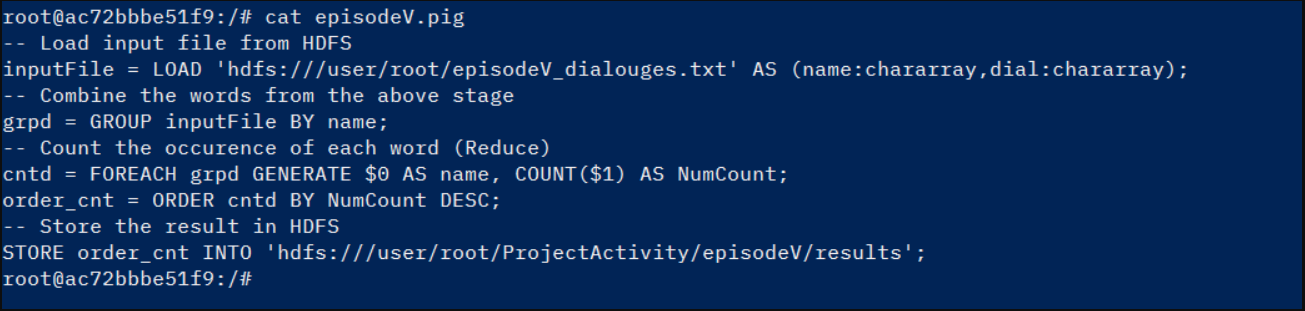 root@ac72bbbe51f9:/# cat episodeV.pig
-- Load input file from HDFS
inputFile = LOAD 'hdfs:///user/root/episodeV_dialouges.txt' AS (name:chararray,dial:chararray);
-- Combine the words from the above stage
grpd = GROUP inputFile BY name;
-- Count the occurence of each word (Reduce)
cntd = FOREACH grpd GENERATE $0 AS name, COUNT($1) AS NumCount;
order_cnt = ORDER cntd BY NumCount DESC;
-- Store the result in HDFS
STORE order_cnt INTO 'hdfs:///user/root/ProjectActivity/episodeV/results';
root@ac72bbbe51f9:/#